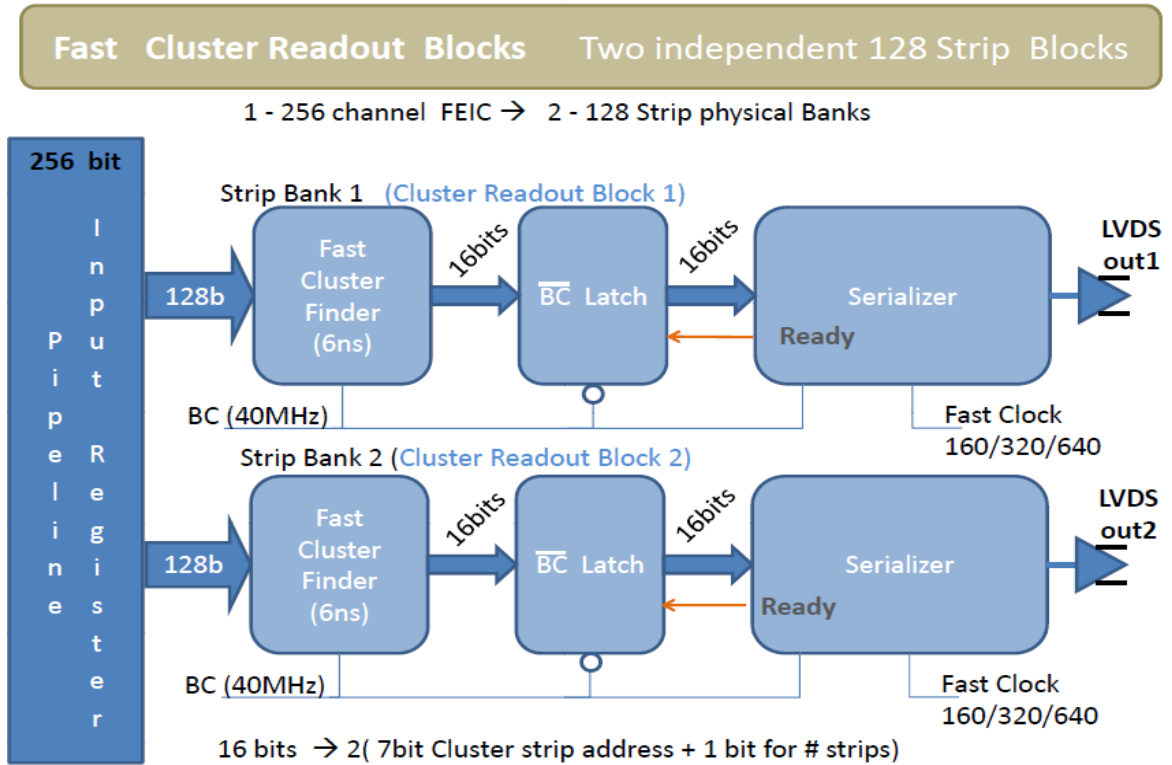 Fast Cluster Readout Blocks Two independent 128 Strip Blocks
1 - 256 channel FEIC → 2 - 128 Strip physical Banks
256 bit
Pipeline
Input Register
Strip Bank 1 (Cluster Readout Block 1)
128b
Fast
Cluster
Finder
(6ns)
16bits
B̅C̅ Latch
16bits
Serializer
Ready
LVDS
out1
BC (40MHz)
Fast Clock
160/320/640
Strip Bank 2 (Cluster Readout Block 2)
128b
Fast
Cluster
Finder
(6ns)
16bits
B̅C̅ Latch
16bits
Serializer
Ready
LVDS
out2
BC (40MHz)
Fast Clock
160/320/640
16 bits → 2( 7bit Cluster strip address + 1 bit for # strips)